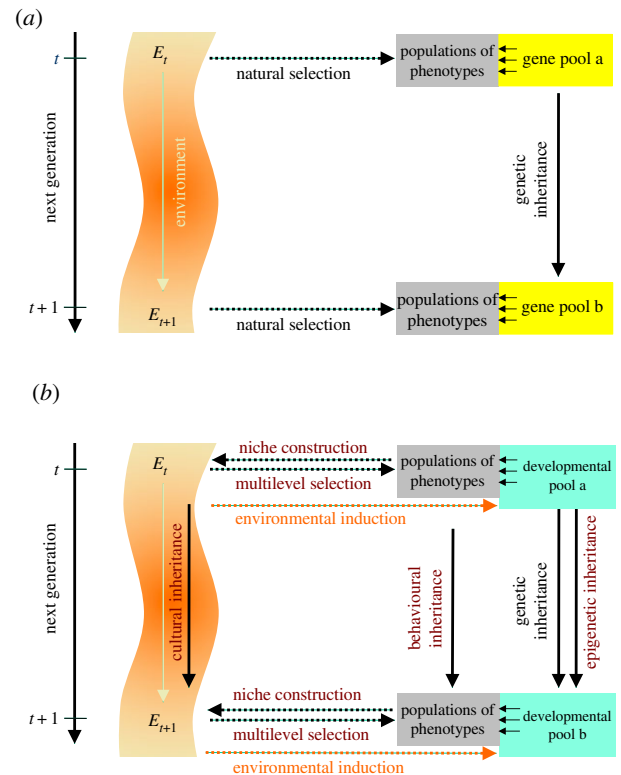 (a)
t
E_t
natural selection
populations of
phenotypes
gene pool a
next generation
environment
genetic
inheritance
t + 1
E_{t+1}
natural selection
populations of
phenotypes
gene pool b
(b)
t
E_t
niche construction
multilevel selection
environmental induction
populations of
phenotypes
developmental
pool a
next generation
cultural inheritance
behavioural
inheritance
genetic
inheritance
epigenetic inheritance
t + 1
E_{t+1}
niche construction
multilevel selection
environmental induction
populations of
phenotypes
developmental
pool b